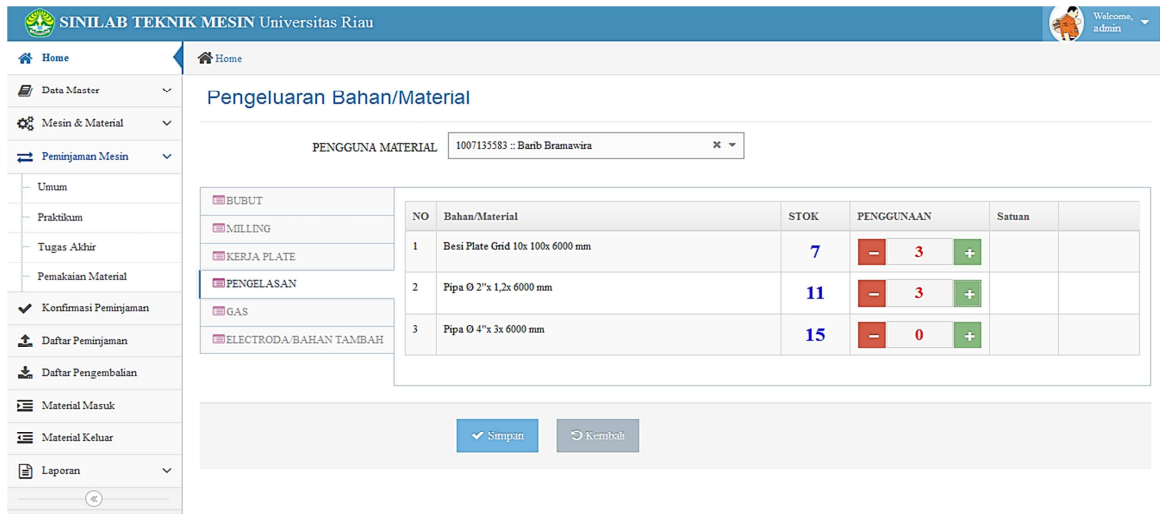 SINILAB TEKNIK MESIN Universitas Riau
Welcome,
admin
Home
Data Master
Mesin & Material
Peminjaman Mesin
Umum
Praktikum
Tugas Akhir
Pemakaian Material
Konfirmasi Peminjaman
Daftar Peminjaman
Daftar Pengembalian
Material Masuk
Material Keluar
Laporan
Home
Pengeluaran Bahan/Material
PENGGUNA MATERIAL 1007135583 :: Barib Bramawira
BUBUT
MILLING
KERJA PLATE
PENGELASAN
GAS
ELECTRODA/BAHAN TAMBAH
NO Bahan/Material STOK PENGGUNAAN Satuan
1 Besi Plate Grid 10x 100x 6000 mm 7 - 3 +
2 Pipa Ø 2"x 1,2x 6000 mm 11 - 3 +
3 Pipa Ø 4"x 3x 6000 mm 15 - 0 +
Simpan Kembali